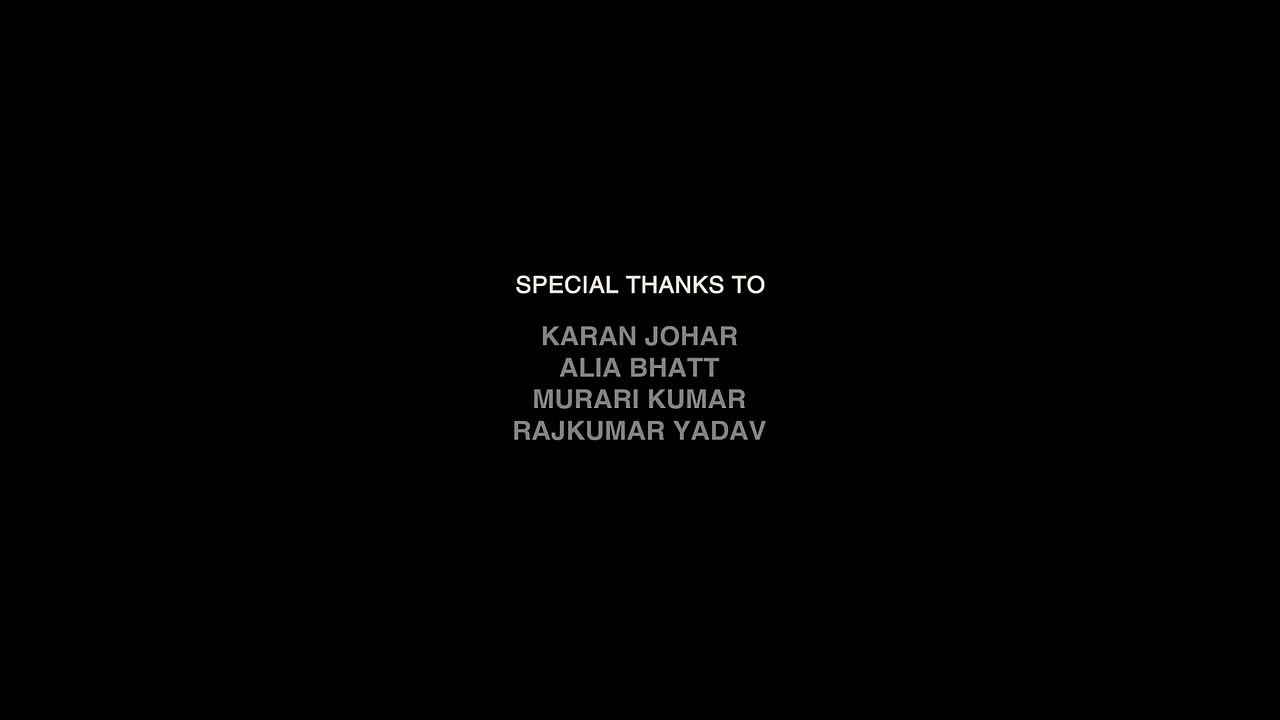 SPECIAL THANKS TO
KARAN JOHAR
ALIA BHATT
MURARI KUMAR
RAJKUMAR YADAV